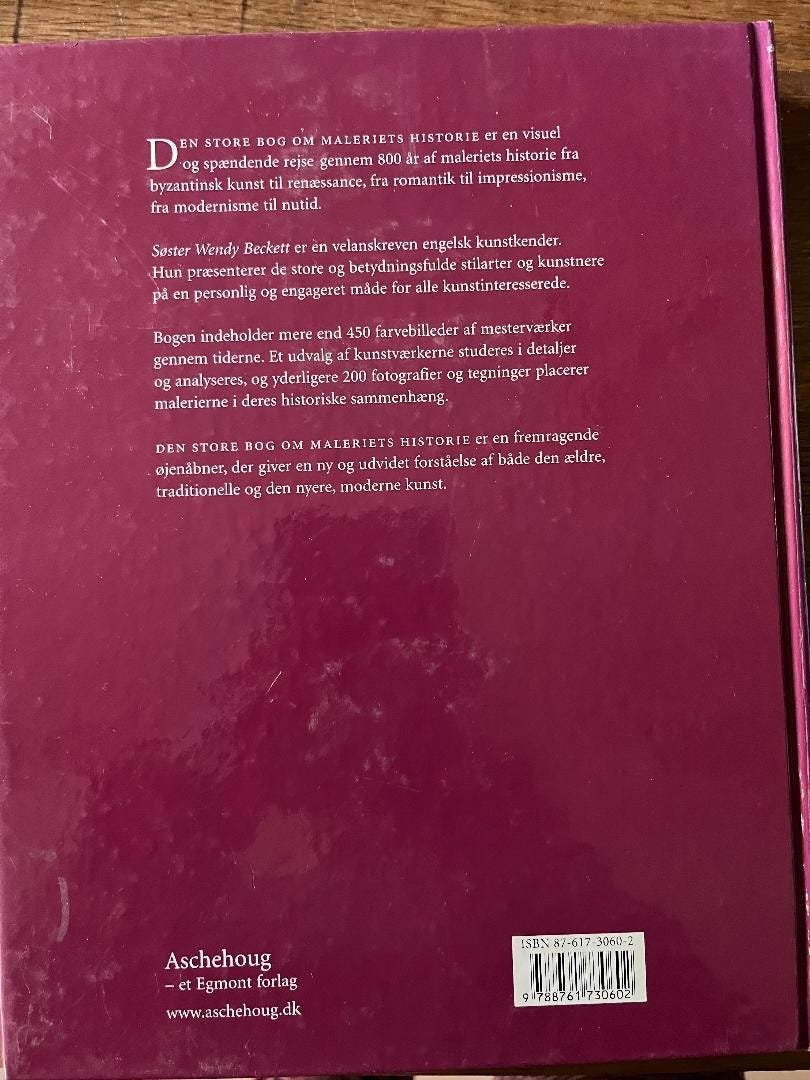 DEN STORE BOG OM MALERIETS HISTORIE er en visuel
og spændende rejse gennem 800 år af maleriets historie fra
byzantinsk kunst til renæssance, fra romantik til impressionisme,
fra modernisme til nutid.
Søster Wendy Beckett er en velanskreven engelsk kunstkender.
Hun præsenterer de store og betydningsfulde stilarter og kunstnere
på en personlig og engageret måde for alle kunstinteresserede.
Bogen indeholder mere end 450 farvebilleder af mesterværker
gennem tiderne. Et udvalg af kunstværkerne studeres i detaljer
og analyseres, og yderligere 200 fotografier og tegninger placerer
malerierne i deres historiske sammenhæng.
DEN STORE BOG OM MALERIETS HISTORIE er en fremragende
øjenåbner, der giver en ny og udvidet forståelse af både den ældre,
traditionelle og den nyere, moderne kunst.
Aschehoug
– et Egmont forlag
www.aschehoug.dk
ISBN 87-617-3060-2
9 788761 730602